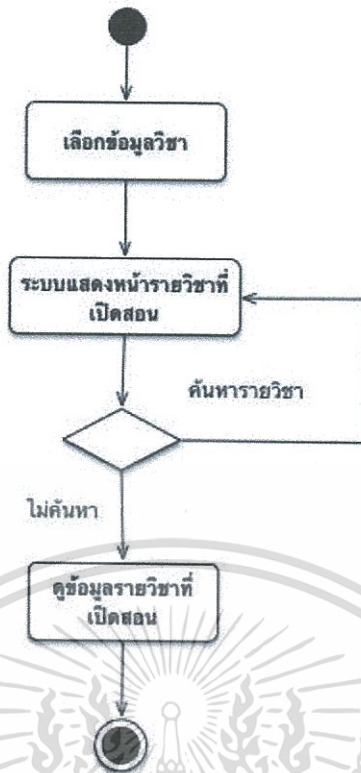 เลือกข้อมูลวิชา
ระบบแสดงหน้ารายวิชาที่
เปิดสอน
ค้นหารายวิชา
ไม่ค้นหา
ดูข้อมูลรายวิชาที่
เปิดสอน